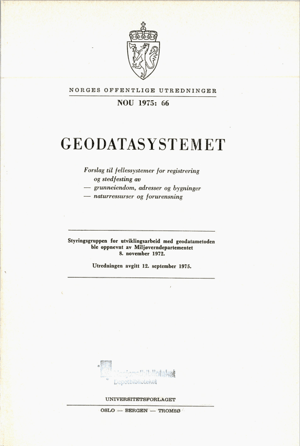 NORGES OFFENTLIGE UTREDNINGER
NOU 1975: 66
GEODATASYSTEMET
Forslag til fellessystemer for registrering
og stedfesting av
— grunneiendom, adresser og bygninger
— naturressurser og forurensning
Styringsgruppen for utviklingsarbeid med geodatametoden
ble oppnevnt av Miljøverndepartementet
8. november 1972.
Utredningen avgitt 12. september 1975.
UNIVERSITETSFORLAGET
OSLO — BERGEN — TROMSØ